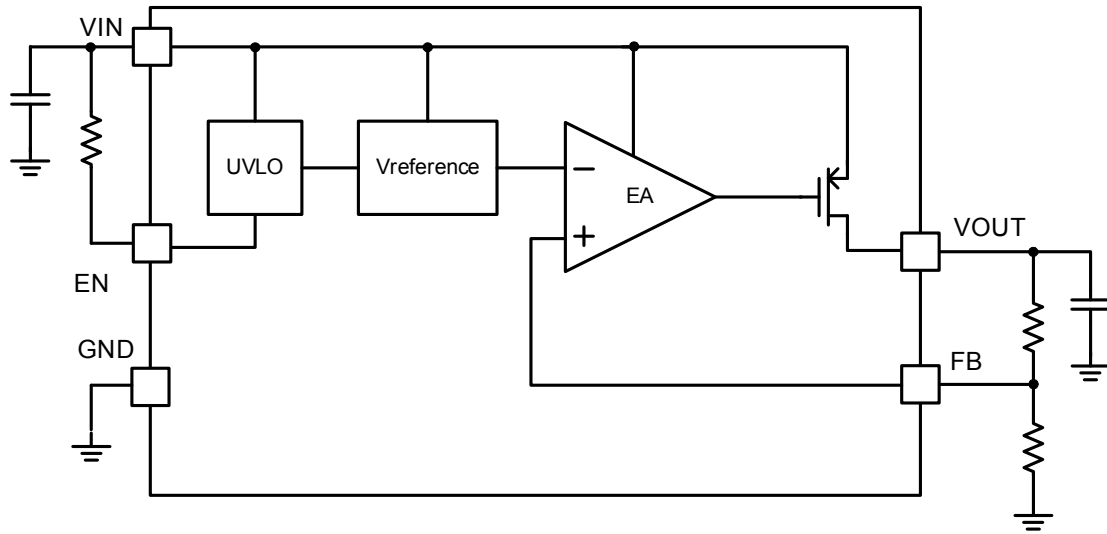 VIN
UVLO
Vreference
−
EA
+
VOUT
EN
GND
FB